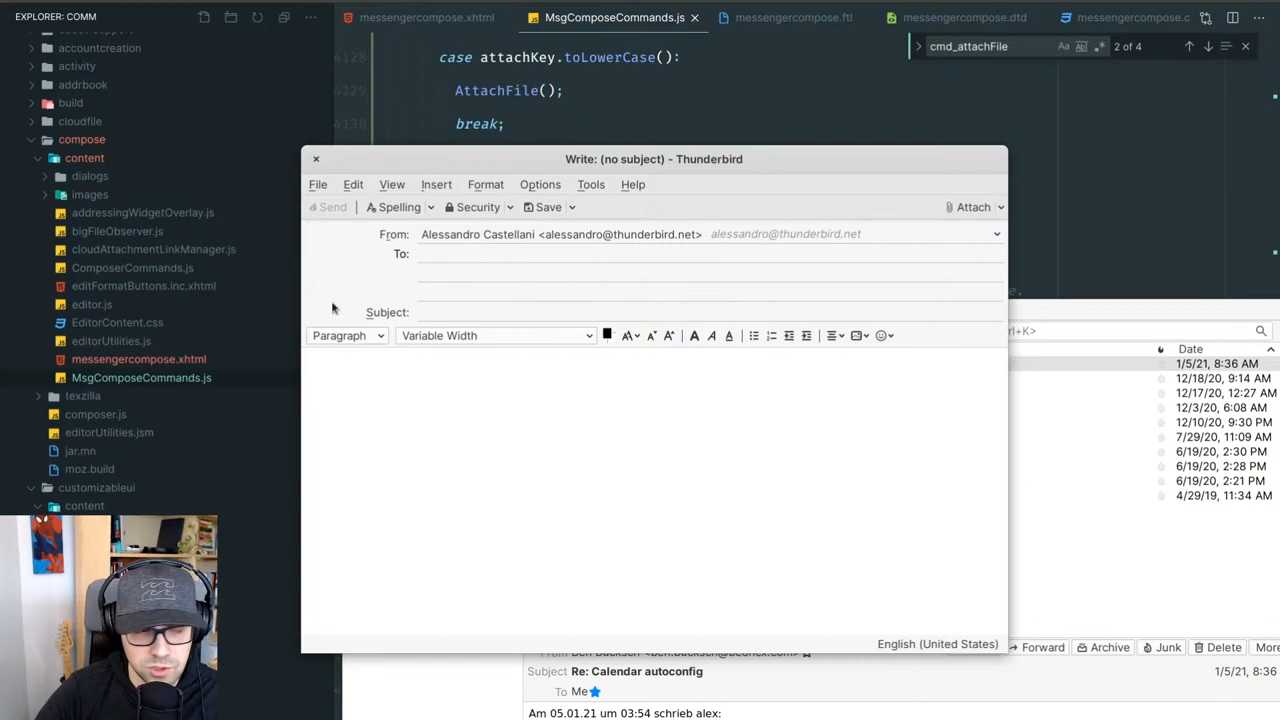 EXPLORER: COMM
messengercompose.xhtml
MsgComposeCommands.js
messengercompose.ftl
messengercompose.dtd
messengercompose.c
accountcreation
activity
addrbook
build
cloudfile
compose
content
dialogs
images
addressingWidgetOverlay.js
bigFileObserver.js
cloudAttachmentLinkManager.js
ComposerCommands.js
editFormatButtons.inc.xhtml
editor.js
EditorContent.css
editorUtilities.js
messengercompose.xhtml
MsgComposeCommands.js
texzilla
composer.js
editorUtilities.jsm
jar.mn
moz.build
customizableui
content
cmd_attachFile
Aa
2 of 4
4128 case attachKey.toLowerCase():
4129 AttachFile();
4130 break;
Write: (no subject) - Thunderbird
File Edit View Insert Format Options Tools Help
Send Spelling Security Save Attach
From: Alessandro Castellani <alessandro@thunderbird.net> alessandro@thunderbird.net
To:
Subject:
Paragraph Variable Width
English (United States)
rl+K>
Date
1/5/21, 8:36 AM
12/18/20, 9:14 AM
12/17/20, 12:27 AM
12/3/20, 6:08 AM
12/10/20, 9:30 PM
7/29/20, 11:09 AM
6/19/20, 2:30 PM
6/19/20, 2:28 PM
6/19/20, 2:21 PM
4/29/19, 11:34 AM
Forward Archive Junk Delete More
Subject Re: Calendar autoconfig
1/5/21, 8:36 AM
To Me
Am 05.01.21 um 03:54 schrieb alex: